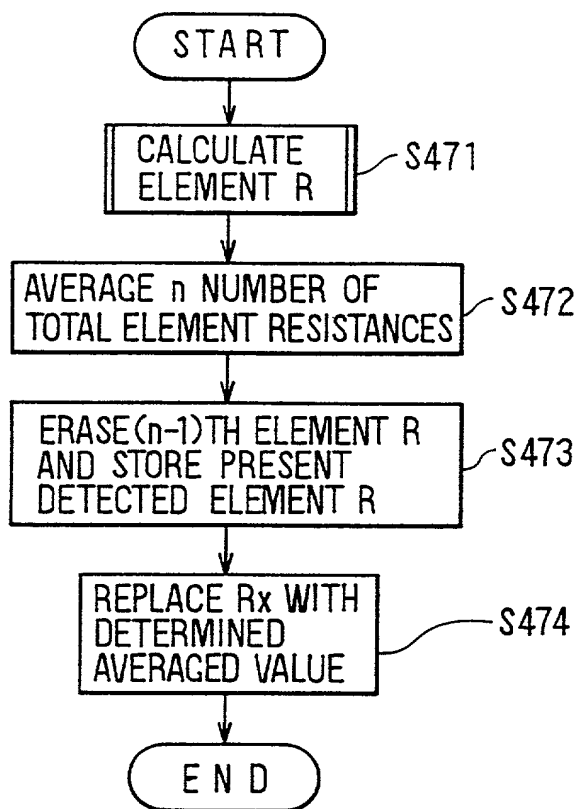 START
CALCULATE
ELEMENT R
S471
AVERAGE n NUMBER OF
TOTAL ELEMENT RESISTANCES
S472
ERASE(n-1)TH ELEMENT R
AND STORE PRESENT
DETECTED ELEMENT R
S473
REPLACE Rx WITH
DETERMINED
AVERAGED VALUE
S474
END